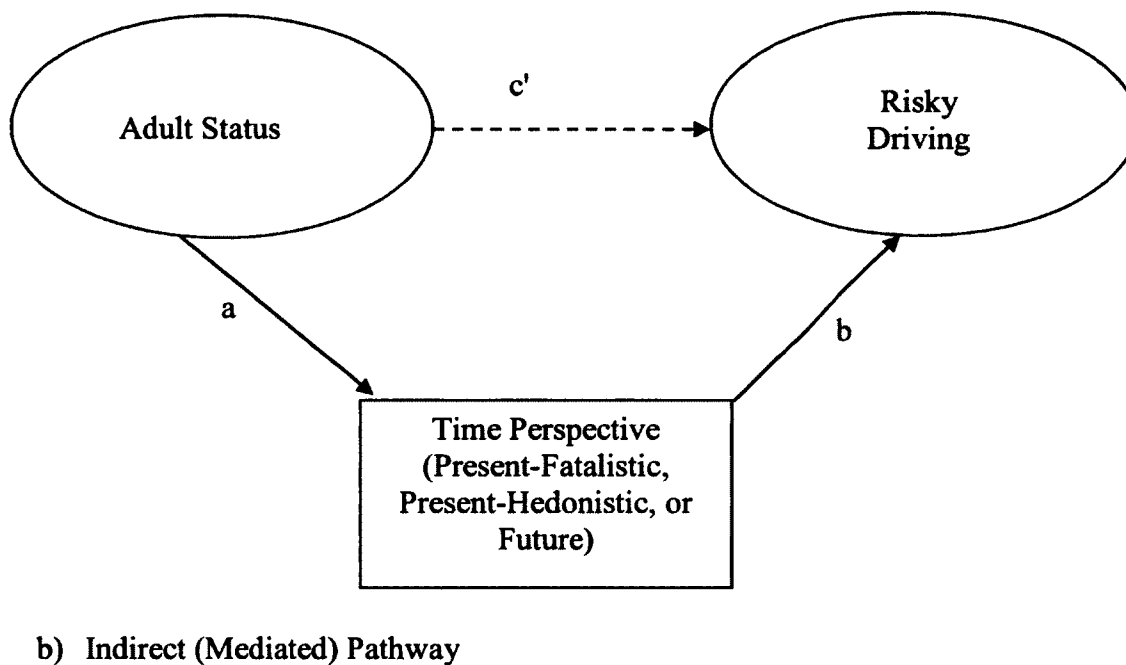 Adult Status
c'
Risky
Driving
a
b
Time Perspective
(Present-Fatalistic,
Present-Hedonistic, or
Future)
b) Indirect (Mediated) Pathway